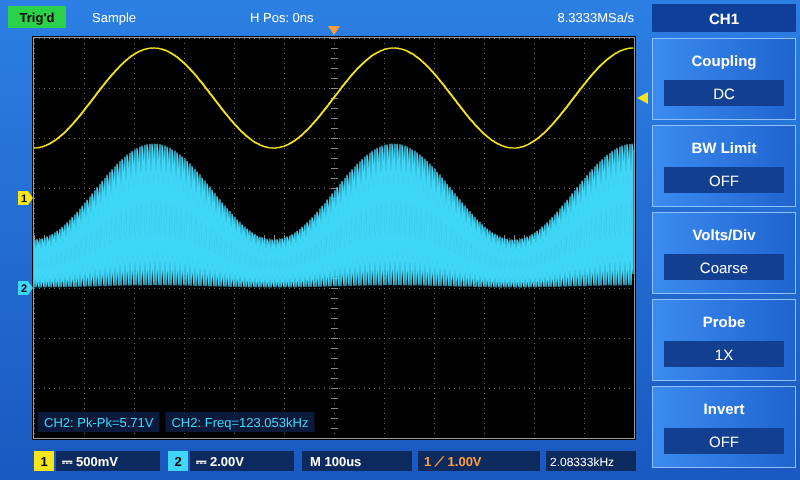 Trig'd Sample H Pos: 0ns 8.3333MSa/s CH1
Coupling
DC
BW Limit
OFF
Volts/Div
Coarse
Probe
1X
Invert
OFF
1
2
CH2: Pk-Pk=5.71V CH2: Freq=123.053kHz
1 500mV 2 2.00V M 100us 1 / 1.00V 2.08333kHz